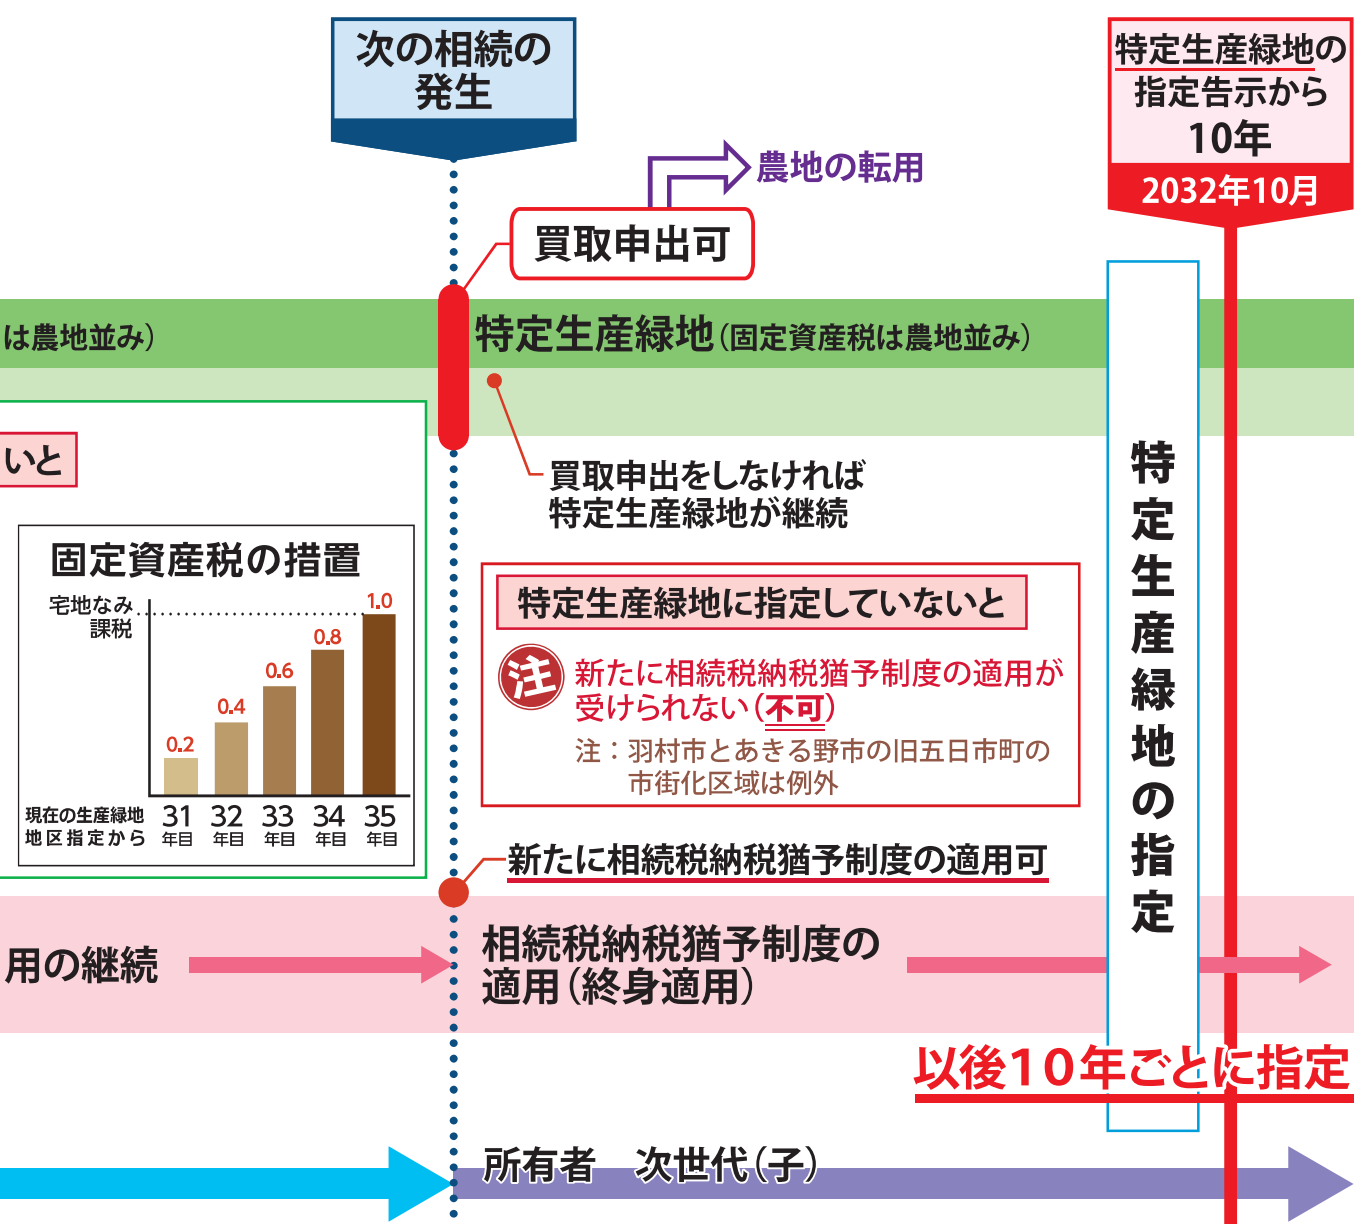 次の相続の
発生
特定生産緑地の
指定告示から
10年
2032年10月
農地の転用
買取申出可
は農地並み）
特定生産緑地（固定資産税は農地並み）
いと
買取申出をしなければ
特定生産緑地が継続
固定資産税の措置
宅地なみ
課税
0.2
0.4
0.6
0.8
1.0
現在の生産緑地
地区指定から
31
年目
32
年目
33
年目
34
年目
35
年目
特定生産緑地に指定していないと
注
新たに相続税納税猶予制度の適用が
受けられない（不可）
注：羽村市とあきる野市の旧五日市町の
市街化区域は例外
新たに相続税納税猶予制度の適用可
用の継続
相続税納税猶予制度の
適用（終身適用）
特定生産緑地の指定
以後10年ごとに指定
所有者　次世代（子）